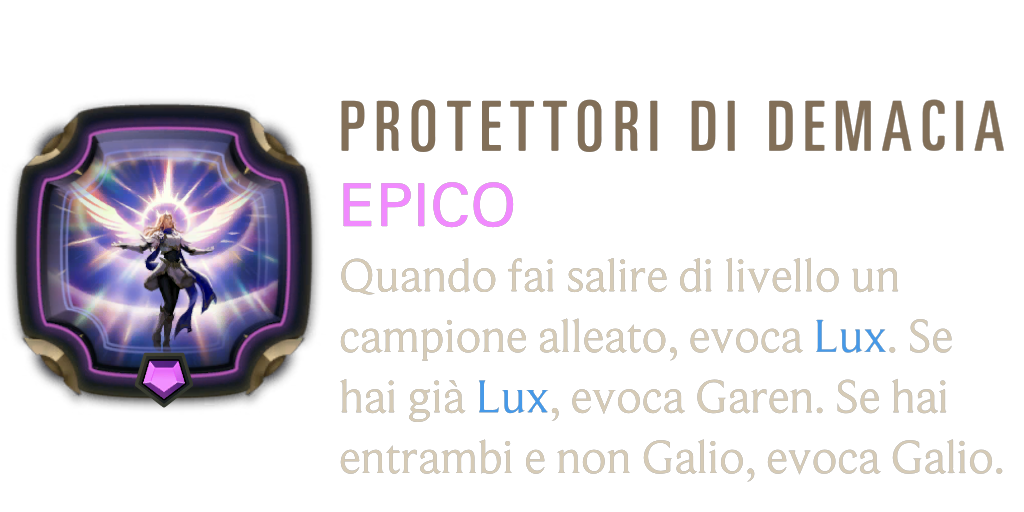 PROTETTORI DI DEMACIA
EPICO
Quando fai salire di livello un
campione alleato, evoca Lux. Se
hai già Lux, evoca Garen. Se hai
entrambi e non Galio, evoca Galio.